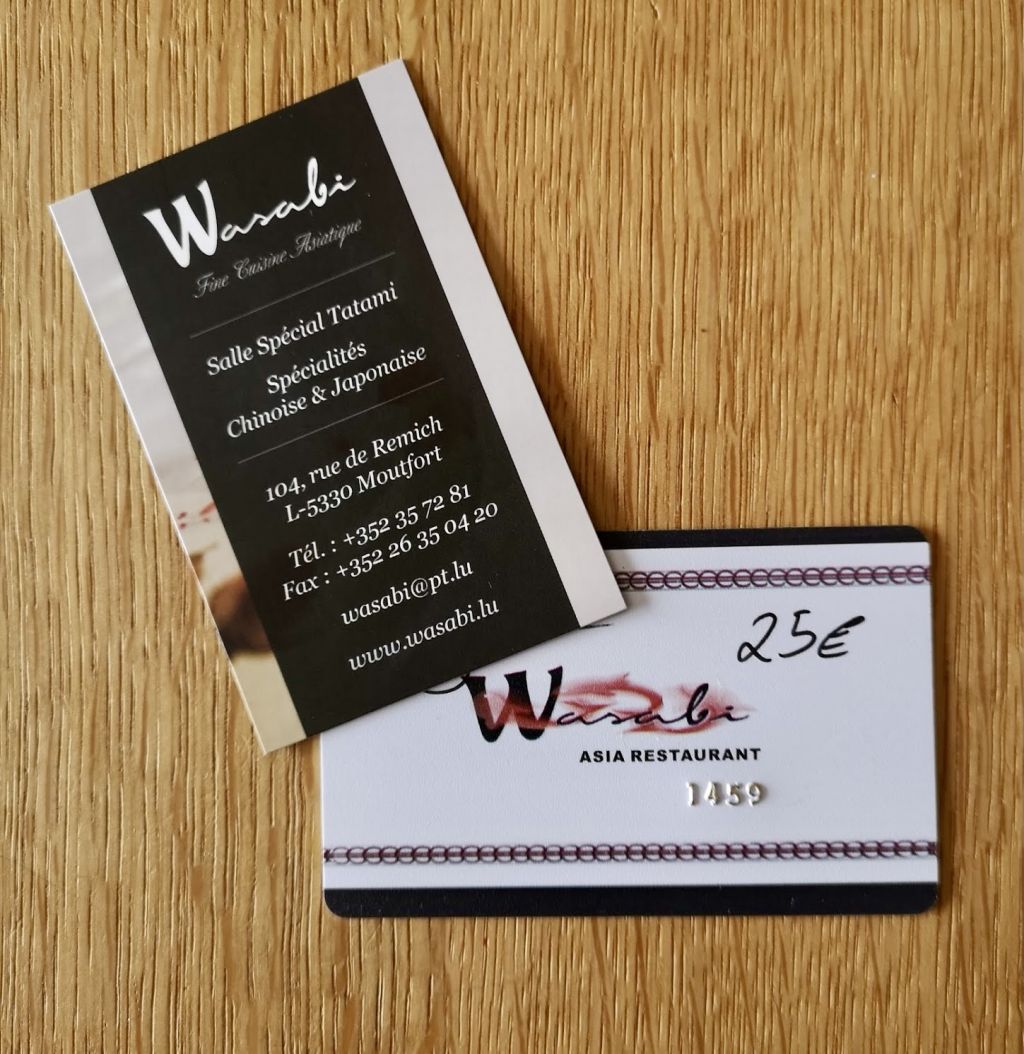 Wasabi
Fine Cuisine Asiatique
Salle Spécial Tatami
Spécialités
Chinoise & Japonaise
104, rue de Remich
L-5330 Moutfort
Tél. : +352 35 72 81
Fax : +352 26 35 04 20
wasabi@pt.lu
www.wasabi.lu
25€
Wasabi
ASIA RESTAURANT
1459